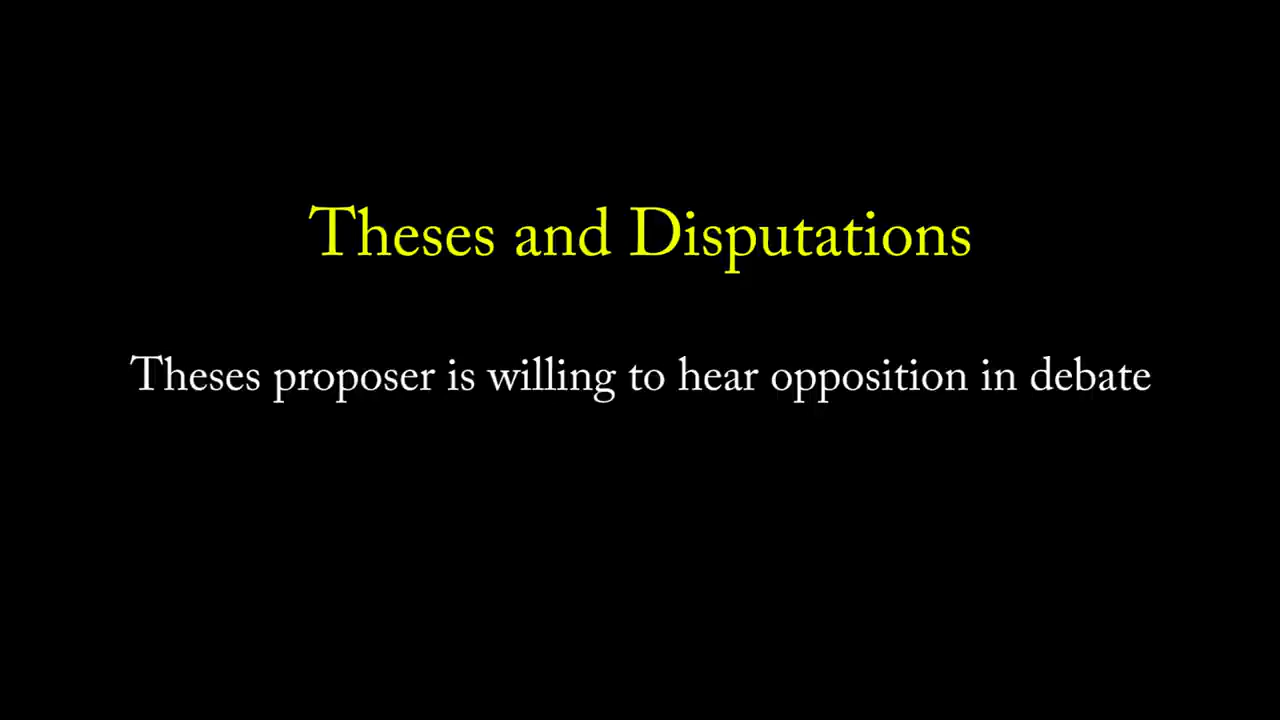 Theses and Disputations
Theses proposer is willing to hear opposition in debate